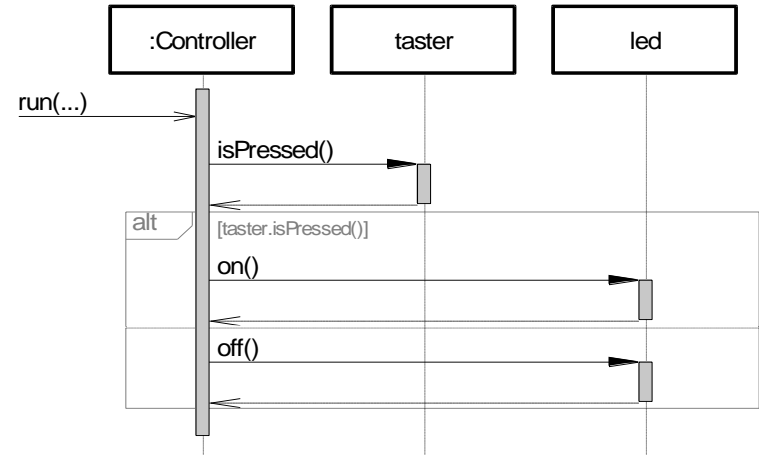 :Controller
taster
led
run(...)
isPressed()
alt
[taster.isPressed()]
on()
off()